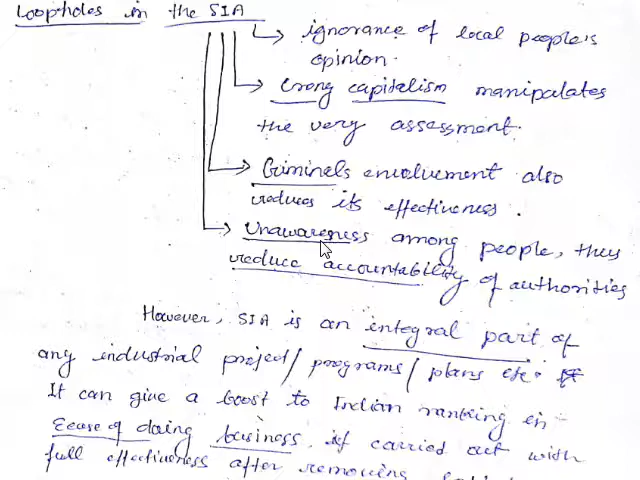 Loopholes in the SIA
ignorance of local people's
opinion.
Crony capitalism manipulates
the very assessment.
Criminels envolvement also
reduces its effectiveness.
Unawareness among people, they
reduce accountability of authorities
However, SIA is an integral part of
any industrial project/programs/plans etc.
It can give a boost to Indian ranking in
Eease of doing business, if carried out with
full effectiveness after removing